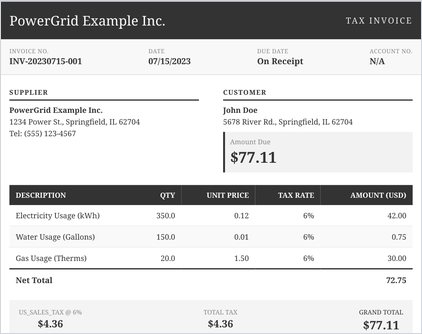 PowerGrid Example Inc. TAX INVOICE
INVOICE NO. DATE DUE DATE ACCOUNT NO.
INV-20230715-001 07/15/2023 On Receipt N/A
SUPPLIER
PowerGrid Example Inc.
1234 Power St., Springfield, IL 62704
Tel: (555) 123-4567
CUSTOMER
John Doe
5678 River Rd., Springfield, IL 62704
Amount Due
$77.11
DESCRIPTION QTY UNIT PRICE TAX RATE AMOUNT (USD)
Electricity Usage (kWh) 350.0 0.12 6% 42.00
Water Usage (Gallons) 150.0 0.01 6% 0.75
Gas Usage (Therms) 20.0 1.50 6% 30.00
Net Total 72.75
US_SALES_TAX @ 6% TOTAL TAX GRAND TOTAL
$4.36 $4.36 $77.11